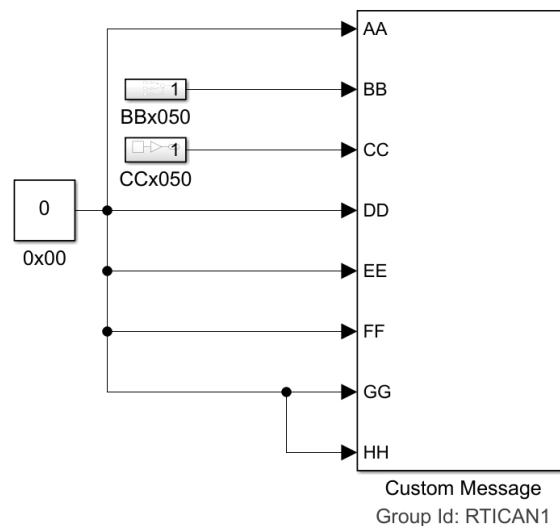 AA
1
BB
BBx050
1
CC
CCx050
0
DD
0x00
EE
FF
GG
HH
Custom Message
Group Id: RTICAN1